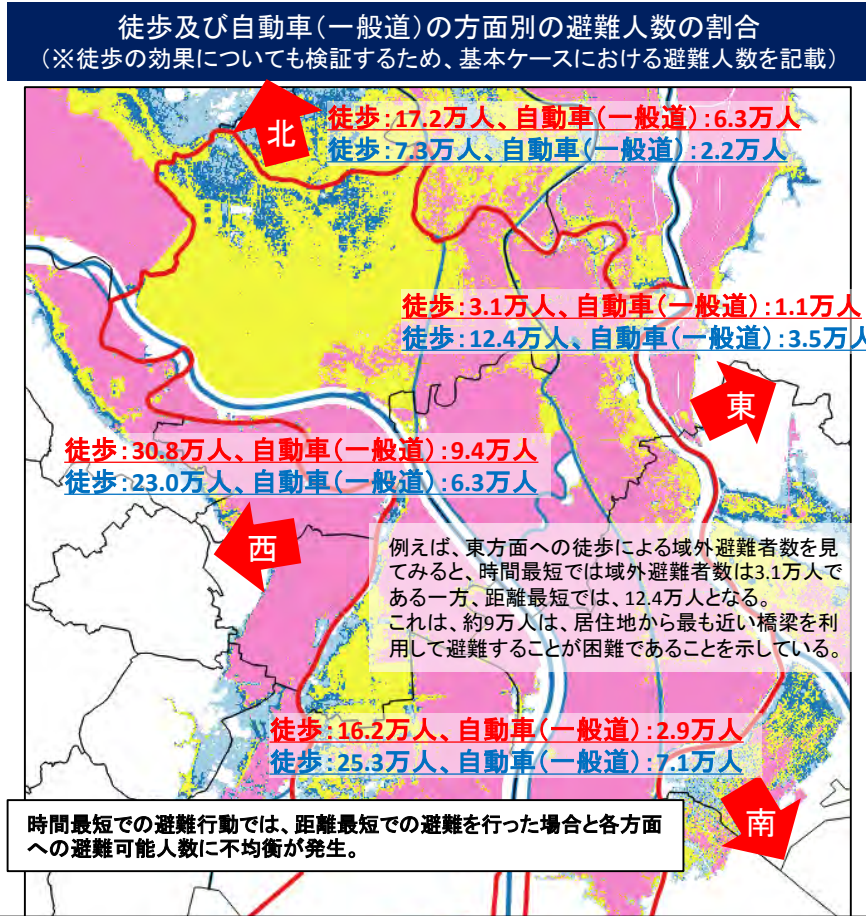 徒歩及び自動車(一般道)の方面別の避難人数の割合
(※徒歩の効果についても検証するため、基本ケースにおける避難人数を記載)
北
徒歩:17.2万人、自動車(一般道):6.3万人
徒歩:7.3万人、自動車(一般道):2.2万人
徒歩:3.1万人、自動車(一般道):1.1万人
徒歩:12.4万人、自動車(一般道):3.5万人
東
徒歩:30.8万人、自動車(一般道):9.4万人
徒歩:23.0万人、自動車(一般道):6.3万人
西
例えば、東方面への徒歩による域外避難者数を見
てみると、時間最短では域外避難者数は3.1万人で
ある一方、距離最短では、12.4万人となる。
これは、約9万人は、居住地から最も近い橋梁を利
用して避難することが困難であることを示している。
徒歩:16.2万人、自動車(一般道):2.9万人
徒歩:25.3万人、自動車(一般道):7.1万人
南
時間最短での避難行動では、距離最短での避難を行った場合と各方面
への避難可能人数に不均衡が発生。